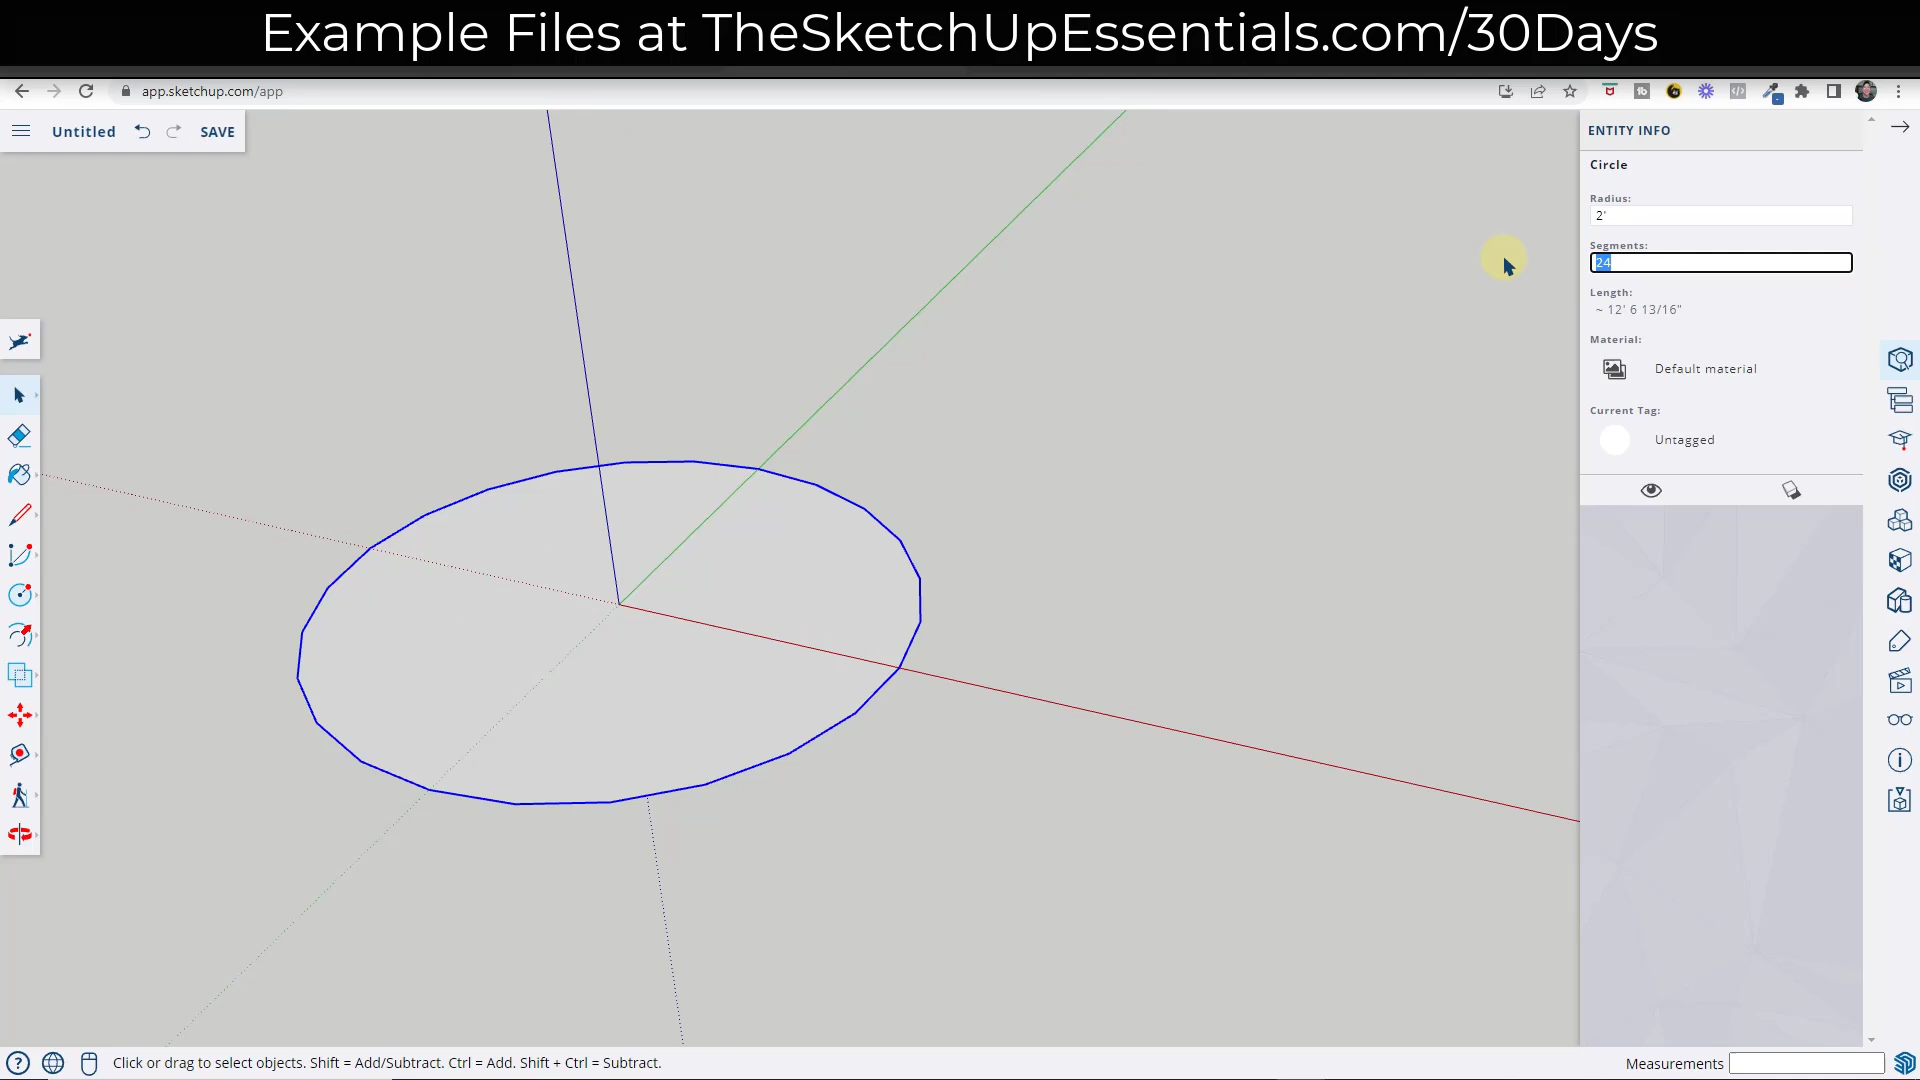 Example Files at TheSketchUpEssentials.com/30Days
app.sketchup.com/app
Untitled
SAVE
ENTITY INFO
Circle
Radius:
2'
Segments:
24
Length:
~ 12' 6 13/16"
Material:
Default material
Current Tag:
Untagged
Click or drag to select objects. Shift = Add/Subtract. Ctrl = Add. Shift + Ctrl = Subtract.
Measurements